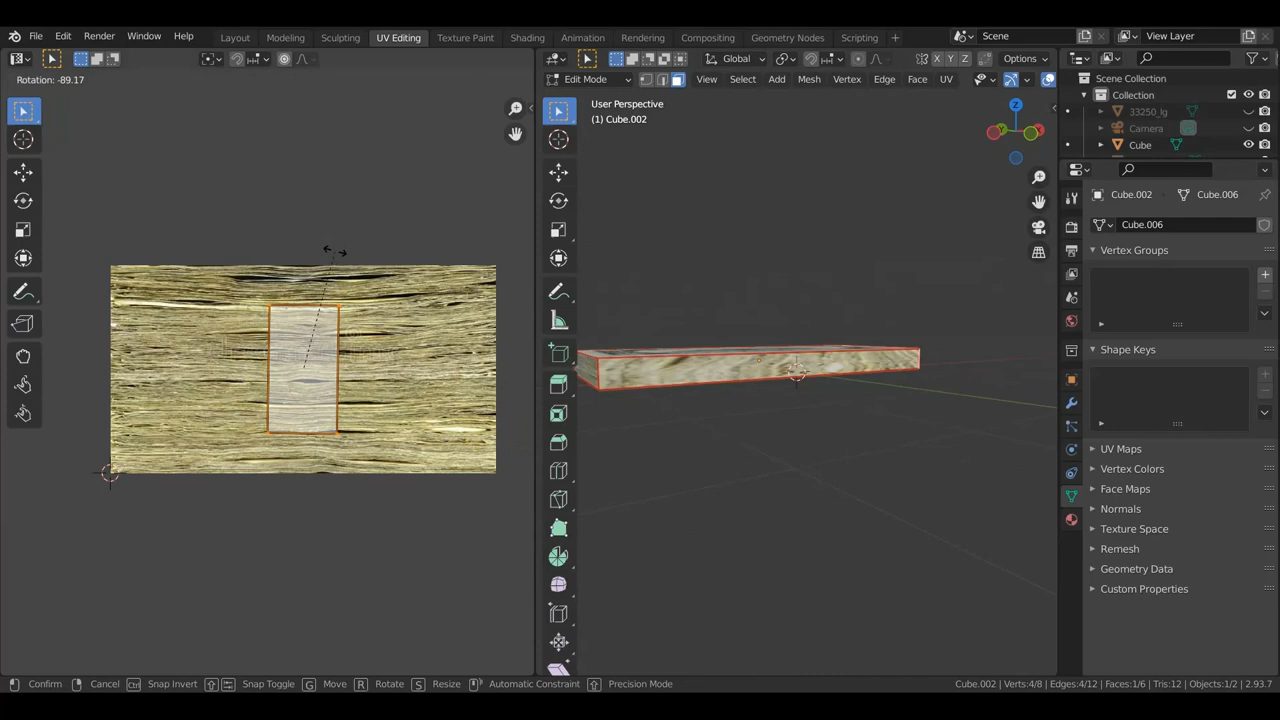 File Edit Render Window Help Layout Modeling Sculpting UV Editing Texture Paint Shading Animation Rendering Compositing Geometry Nodes Scripting + Scene View Layer
Global Options
Rotation: -89.17
Edit Mode View Select Add Mesh Vertex Edge Face UV X Y Z
Scene Collection
Collection
33250_lg
Camera
Cube
User Perspective
(1) Cube.002
Z
Cube.002 Cube.006
Cube.006
Vertex Groups
Shape Keys
UV Maps
Vertex Colors
Face Maps
Normals
Texture Space
Remesh
Geometry Data
Custom Properties
Confirm Cancel Ctrl Snap Invert Snap Toggle G Move R Rotate S Resize Automatic Constraint Precision Mode Cube.002 | Verts:4/8 | Edges:4/12 | Faces:1/6 | Tris:12 | Objects:1/2 | 2.93.7